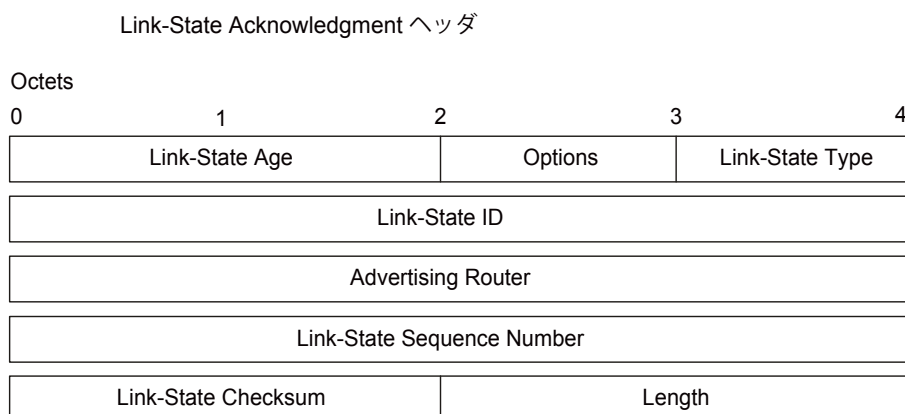 Link-State Acknowledgment ヘッダ
Octets
0 1 2 3 4
Link-State Age Options Link-State Type
Link-State ID
Advertising Router
Link-State Sequence Number
Link-State Checksum Length